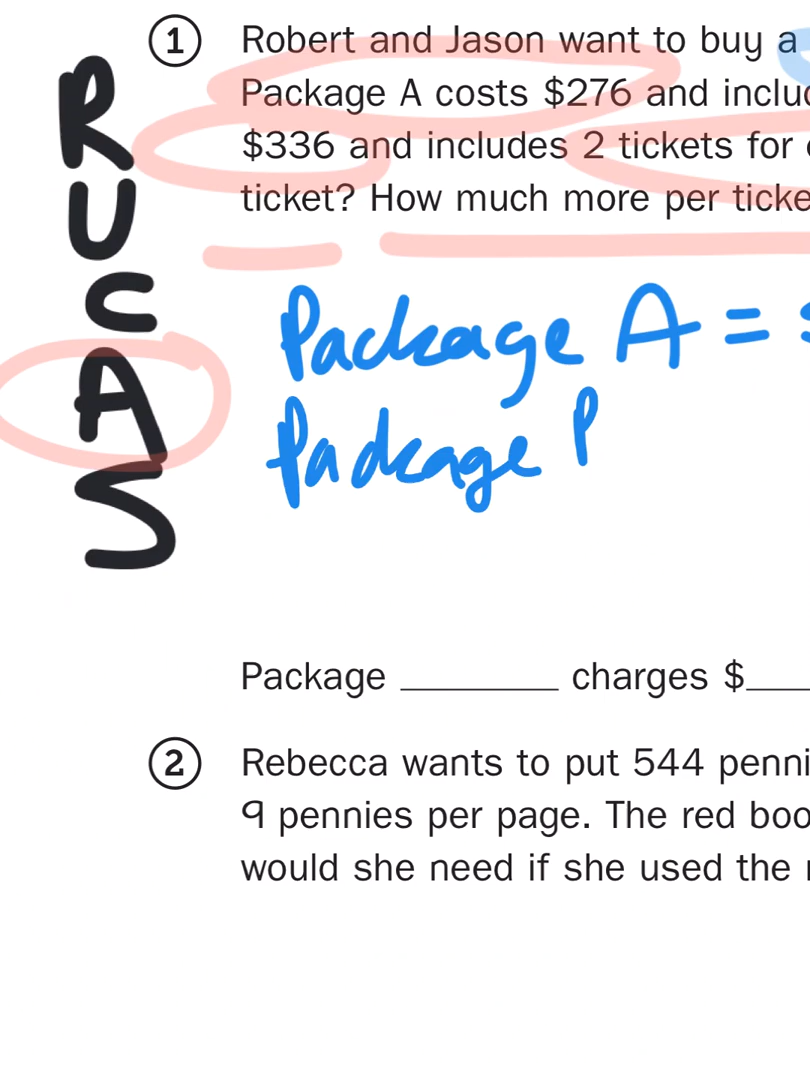 1 Robert and Jason want to buy a
Package A costs $276 and includ
$336 and includes 2 tickets for
ticket? How much more per ticke
R
U
C
A
S
Package A =
Package P
Package ________ charges $____
2 Rebecca wants to put 544 penni
9 pennies per page. The red boo
would she need if she used the